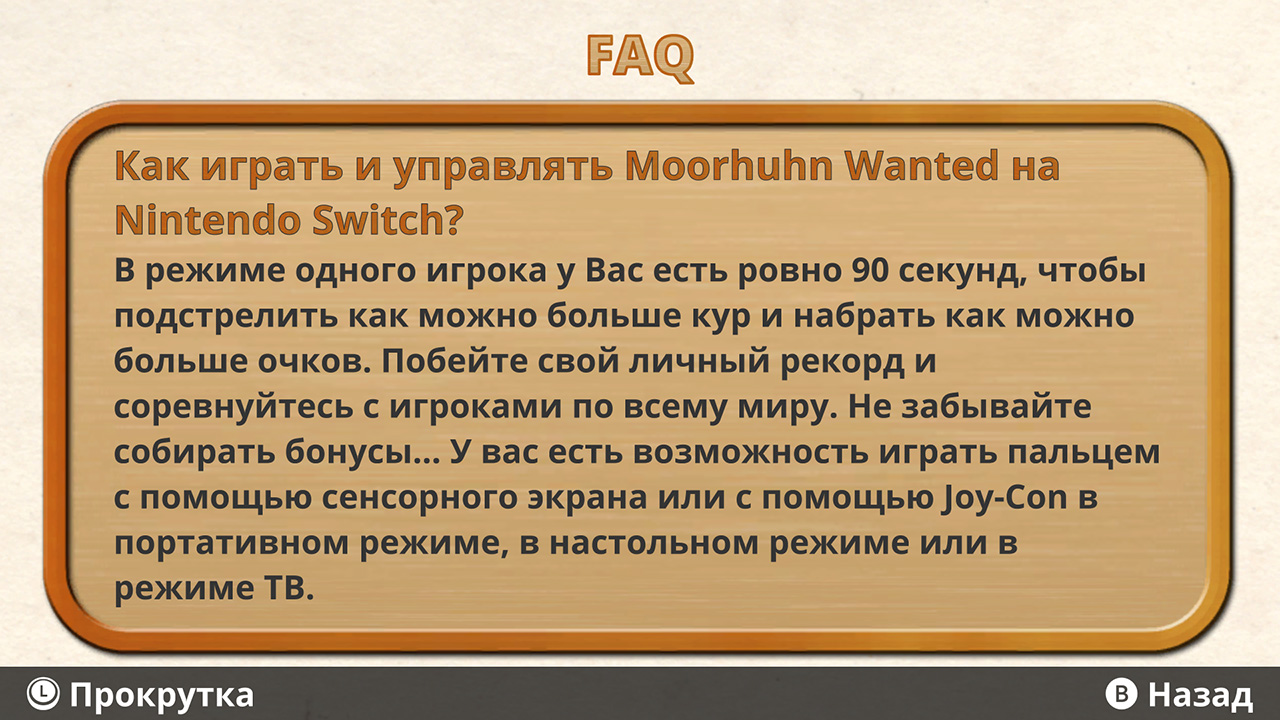 FAQ
Как играть и управлять Moorhuhn Wanted на
Nintendo Switch?
В режиме одного игрока у Вас есть ровно 90 секунд, чтобы
подстрелить как можно больше кур и набрать как можно
больше очков. Побейте свой личный рекорд и
соревнуйтесь с игроками по всему миру. Не забывайте
собирать бонусы... У вас есть возможность играть пальцем
с помощью сенсорного экрана или с помощью Joy-Con в
портативном режиме, в настольном режиме или в
режиме ТВ.
L Прокрутка
B Назад